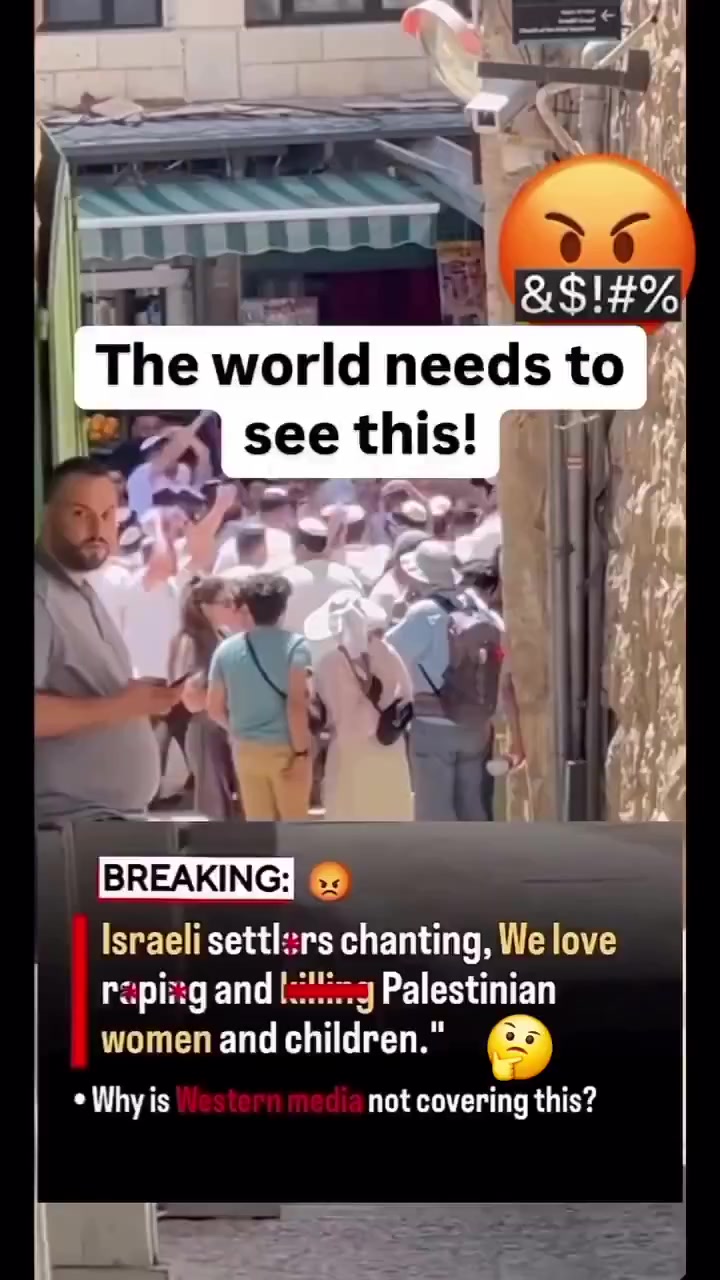 &$!#%
The world needs to
see this!
BREAKING:
Israeli settl*rs chanting, We love
r*pi*g and killing Palestinian
women and children."
• Why is Western media not covering this?